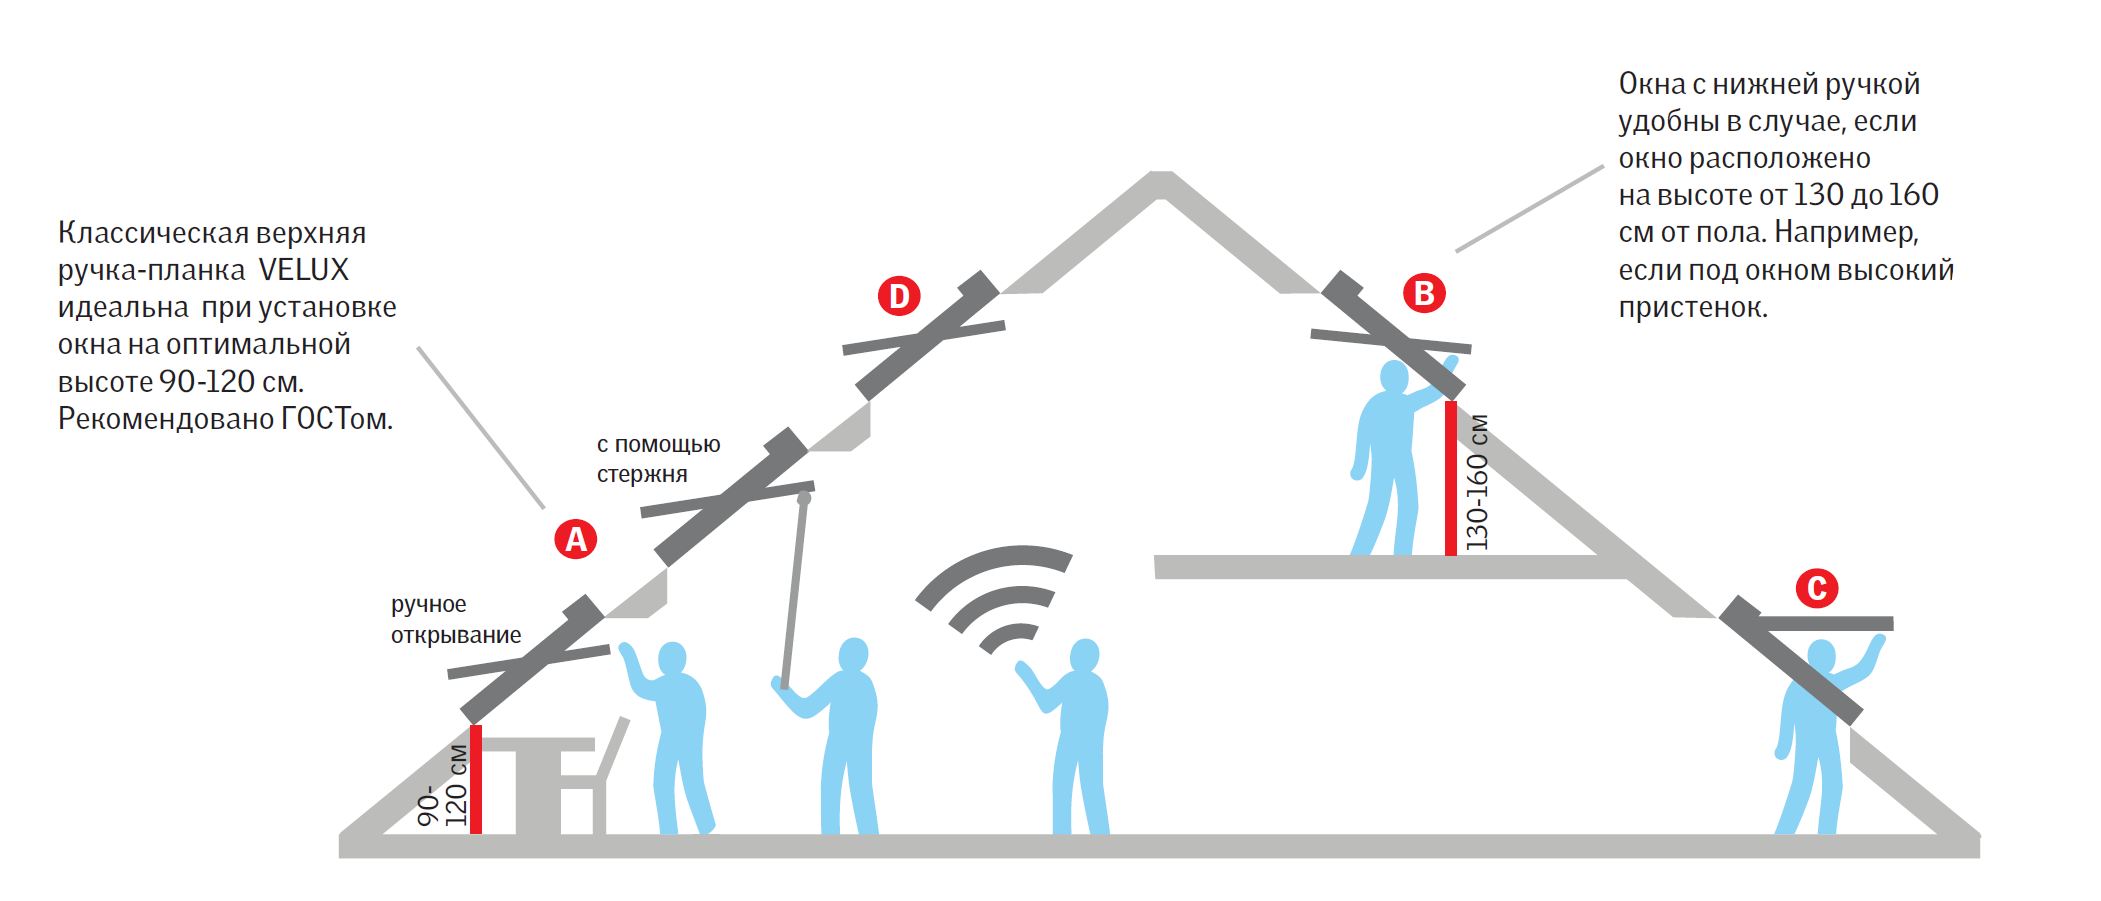 Классическая верхняя
ручка-планка VELUX
идеальна при установке
окна на оптимальной
высоте 90-120 см.
Рекомендовано ГОСТом.
Окна с нижней ручкой
удобны в случае, если
окно расположено
на высоте от 130 до 160
см от пола. Например,
если под окном высокий
пристенок.
D
B
с помощью
стержня
A
ручное
открывание
130-160 см
C
90-
120 см